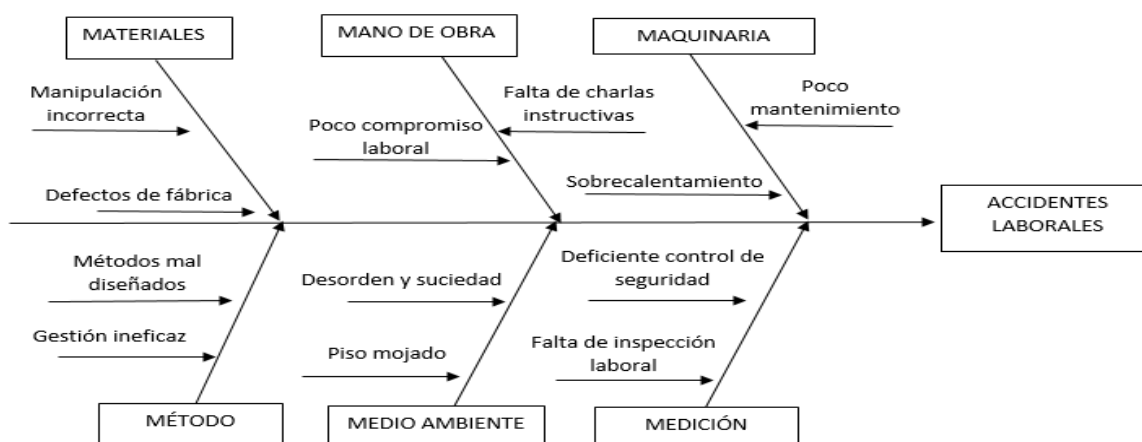 MATERIALES
MANO DE OBRA
MAQUINARIA
Manipulación
incorrecta
Falta de charlas
instructivas
Poco
mantenimiento
Poco compromiso
laboral
Defectos de fábrica
Sobrecalentamiento
ACCIDENTES
LABORALES
Métodos mal
diseñados
Desorden y suciedad
Deficiente control de
seguridad
Gestión ineficaz
Piso mojado
Falta de inspección
laboral
MÉTODO
MEDIO AMBIENTE
MEDICIÓN